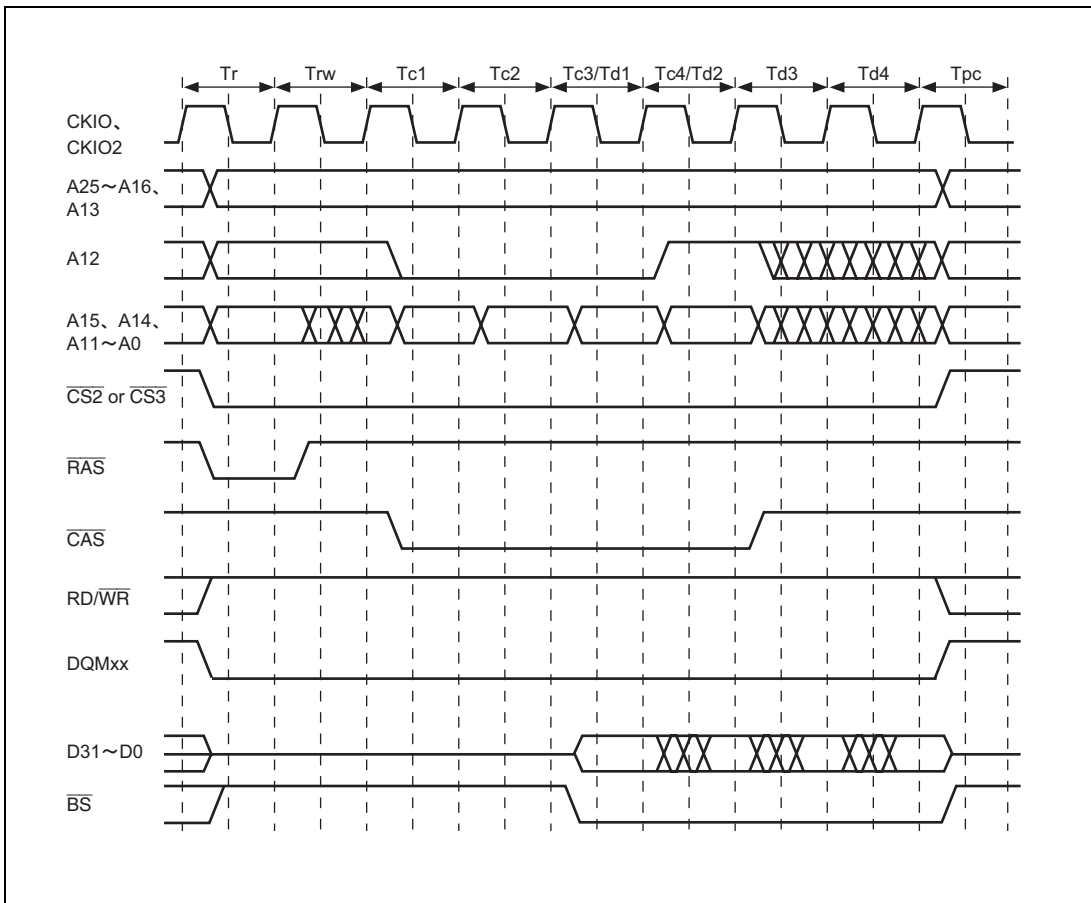 Tr Trw Tc1 Tc2 Tc3/Td1 Tc4/Td2 Td3 Td4 Tpc
CKIO、
CKIO2
A25～A16、
A13
A12
A15、A14、
A11～A0
CS2 or CS3
RAS
CAS
RD/WR
DQMxx
D31～D0
BS